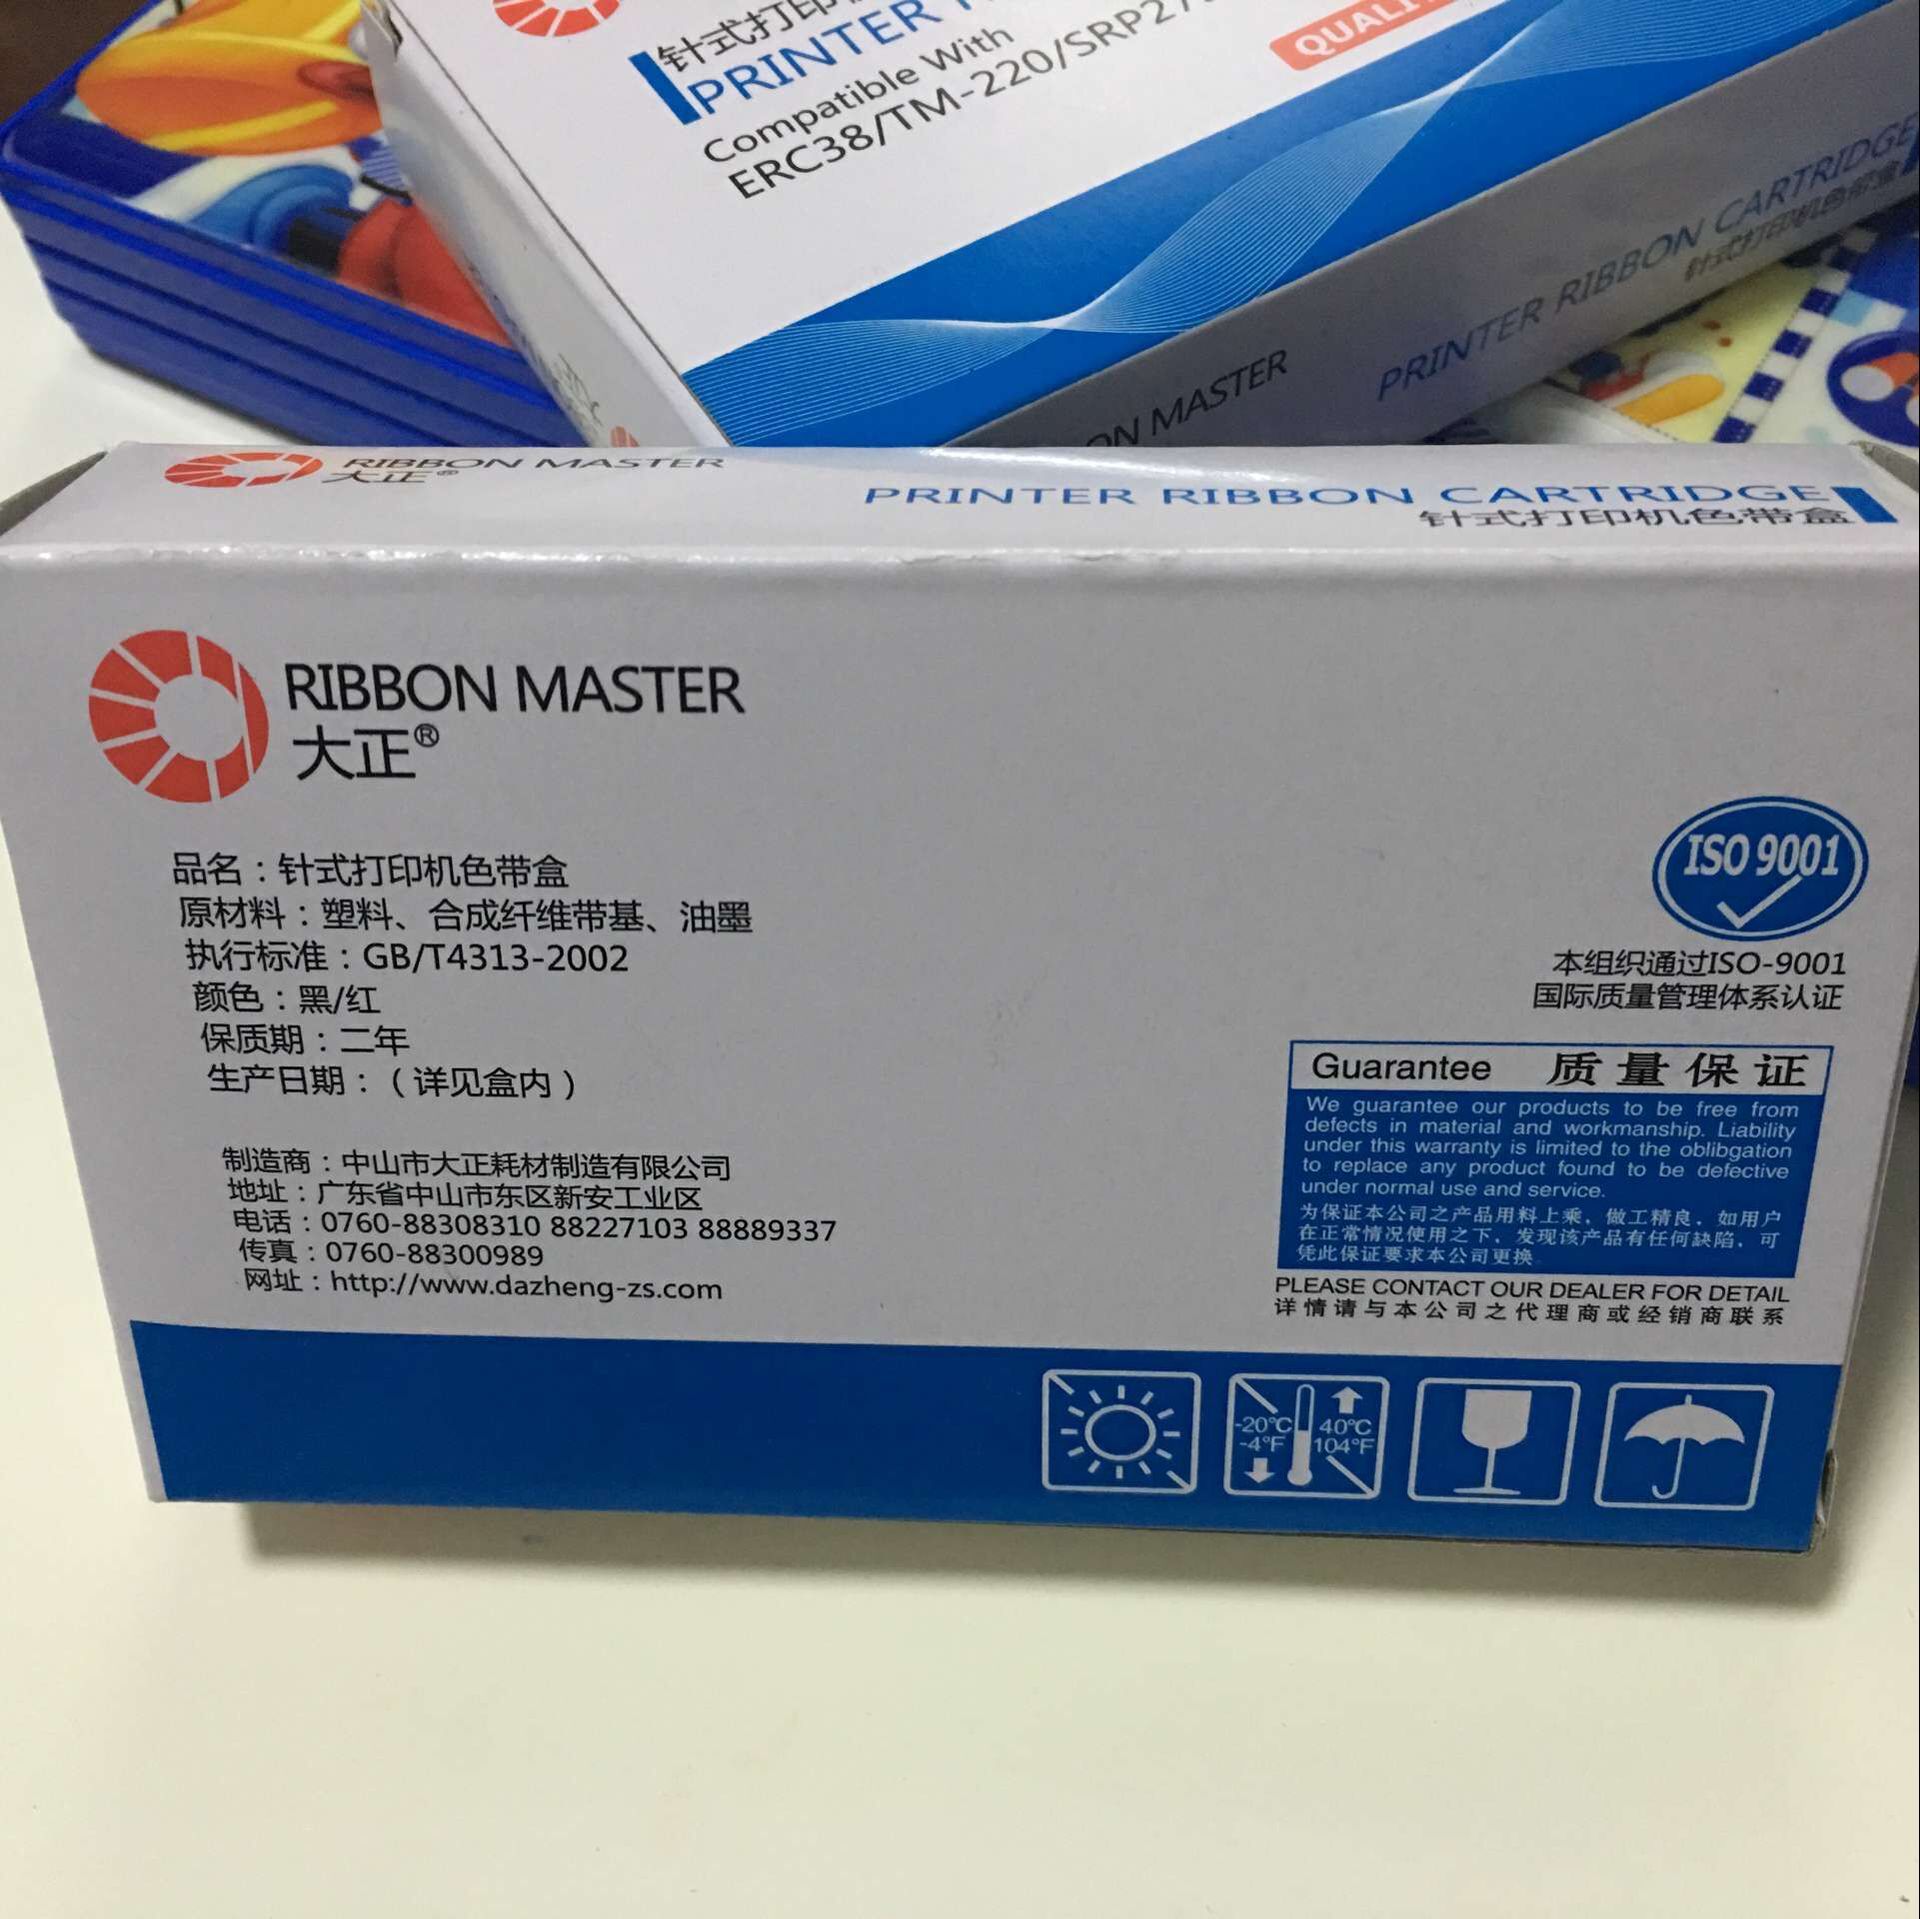 针式打印
PRINTER
Compatible With
ERC38/TM-220/SRP27
QUALI
RIBBON MASTER
PRINTER RIBBON CARTRIDGE
针式打印机色带盒
RIBBON MASTER
大正®
PRINTER RIBBON CARTRIDGE
针式打印机色带盒
RIBBON MASTER
大正®
品名：针式打印机色带盒
原材料：塑料、合成纤维带基、油墨
执行标准：GB/T4313-2002
颜色：黑/红
保质期：二年
生产日期：（详见盒内）
制造商：中山市大正耗材制造有限公司
地址：广东省中山市东区新安工业区
电话：0760-88308310 88227103 88889337
传真：0760-88300989
网址：http://www.dazheng-zs.com
ISO 9001
本组织通过ISO-9001
国际质量管理体系认证
Guarantee 质量保证
We guarantee our products to be free from
defects in material and workmanship. Liability
under this warranty is limited to the oblibgation
to replace any product found to be defective
under normal use and service.
为保证本公司之产品用料上乘，做工精良，如用户
在正常情况使用之下，发现该产品有任何缺陷，可
凭此保证要求本公司更换
PLEASE CONTACT OUR DEALER FOR DETAIL
详情请与本公司之代理商或经销商联系
-20°C 40°C
-4°F 104°F